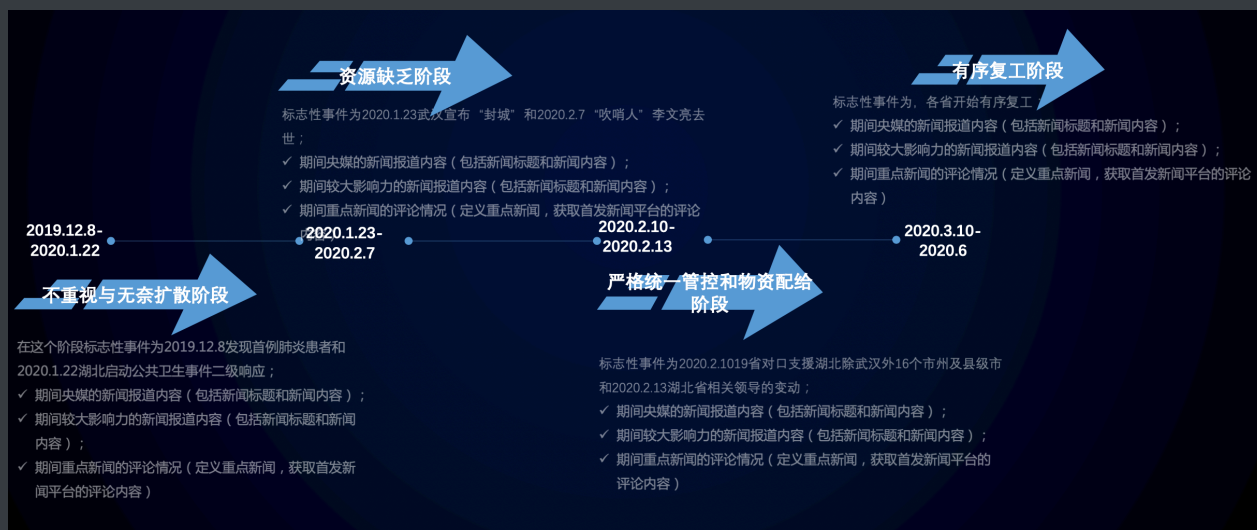 资源缺乏阶段
标志性事件为2020.1.23武汉宣布“封城”和2020.2.7“吹哨人”李文亮去
世；
✓ 期间央媒的新闻报道内容（包括新闻标题和新闻内容）；
✓ 期间较大影响力的新闻报道内容（包括新闻标题和新闻内容）；
✓ 期间重点新闻的评论情况（定义重点新闻，获取首发新闻平台的评论
内容）
有序复工阶段
标志性事件为，各省开始有序复工；
✓ 期间央媒的新闻报道内容（包括新闻标题和新闻内容）；
✓ 期间较大影响力的新闻报道内容（包括新闻标题和新闻内容）；
✓ 期间重点新闻的评论情况（定义重点新闻，获取首发新闻平台的评论
内容）
2019.12.8-
2020.1.22
2020.1.23-
2020.2.7
2020.2.10-
2020.2.13
2020.3.10-
2020.6
不重视与无奈扩散阶段
在这个阶段标志性事件为2019.12.8发现首例肺炎患者和
2020.1.22湖北启动公共卫生事件二级响应；
✓ 期间央媒的新闻报道内容（包括新闻标题和新闻内容）；
✓ 期间较大影响力的新闻报道内容（包括新闻标题和新闻
内容）；
✓ 期间重点新闻的评论情况（定义重点新闻，获取首发新
闻平台的评论内容）
严格统一管控和物资配给
阶段
标志性事件为2020.2.1019省对口支援湖北除武汉外16个市州及县级市
和2020.2.13湖北省相关领导的变动；
✓ 期间央媒的新闻报道内容（包括新闻标题和新闻内容）；
✓ 期间较大影响力的新闻报道内容（包括新闻标题和新闻内容）；
✓ 期间重点新闻的评论情况（定义重点新闻，获取首发新闻平台的
评论内容）